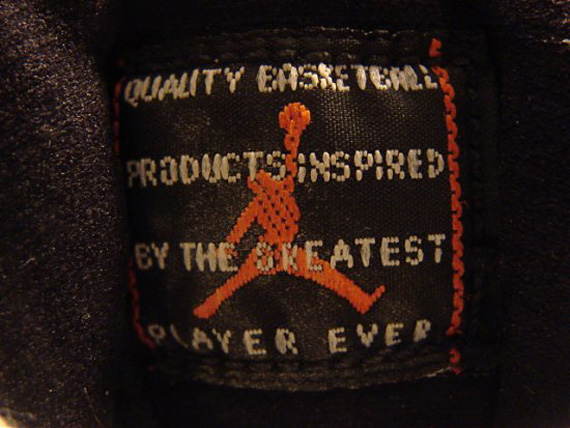 QUALITY BASKETBALL
PRODUCTS INSPIRED
BY THE GREATEST
PLAYER EVER